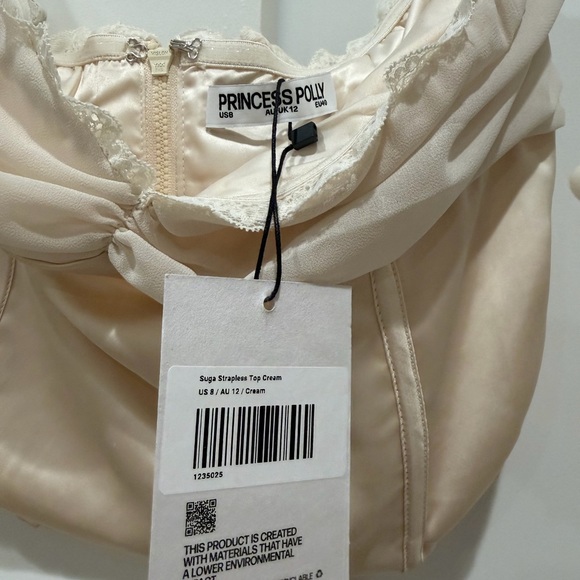 PRINCESS POLLY
US8 AU/UK 12 EU40
Suga Strapless Top Cream
US 8 / AU 12 / Cream
1235025
THIS PRODUCT IS CREATED
WITH MATERIALS THAT HAVE
A LOWER ENVIRONMENTAL